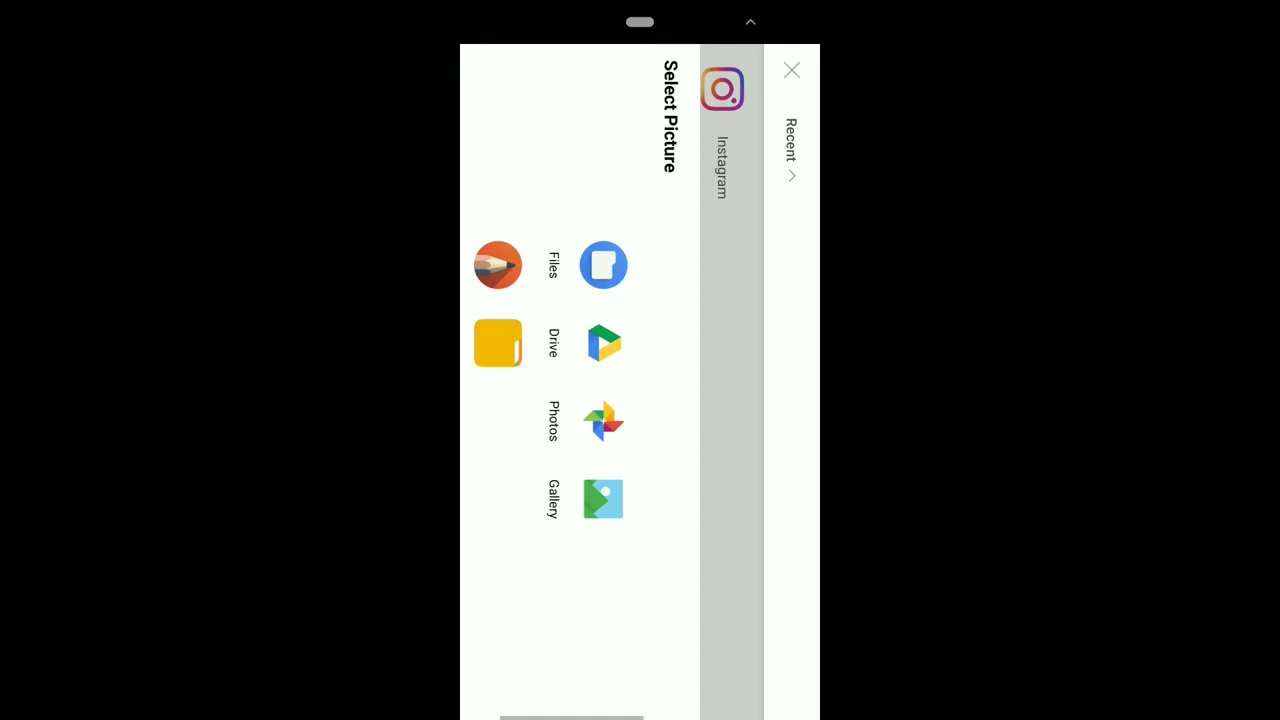 Recent
Instagram
Select Picture
Files
Drive
Photos
Gallery